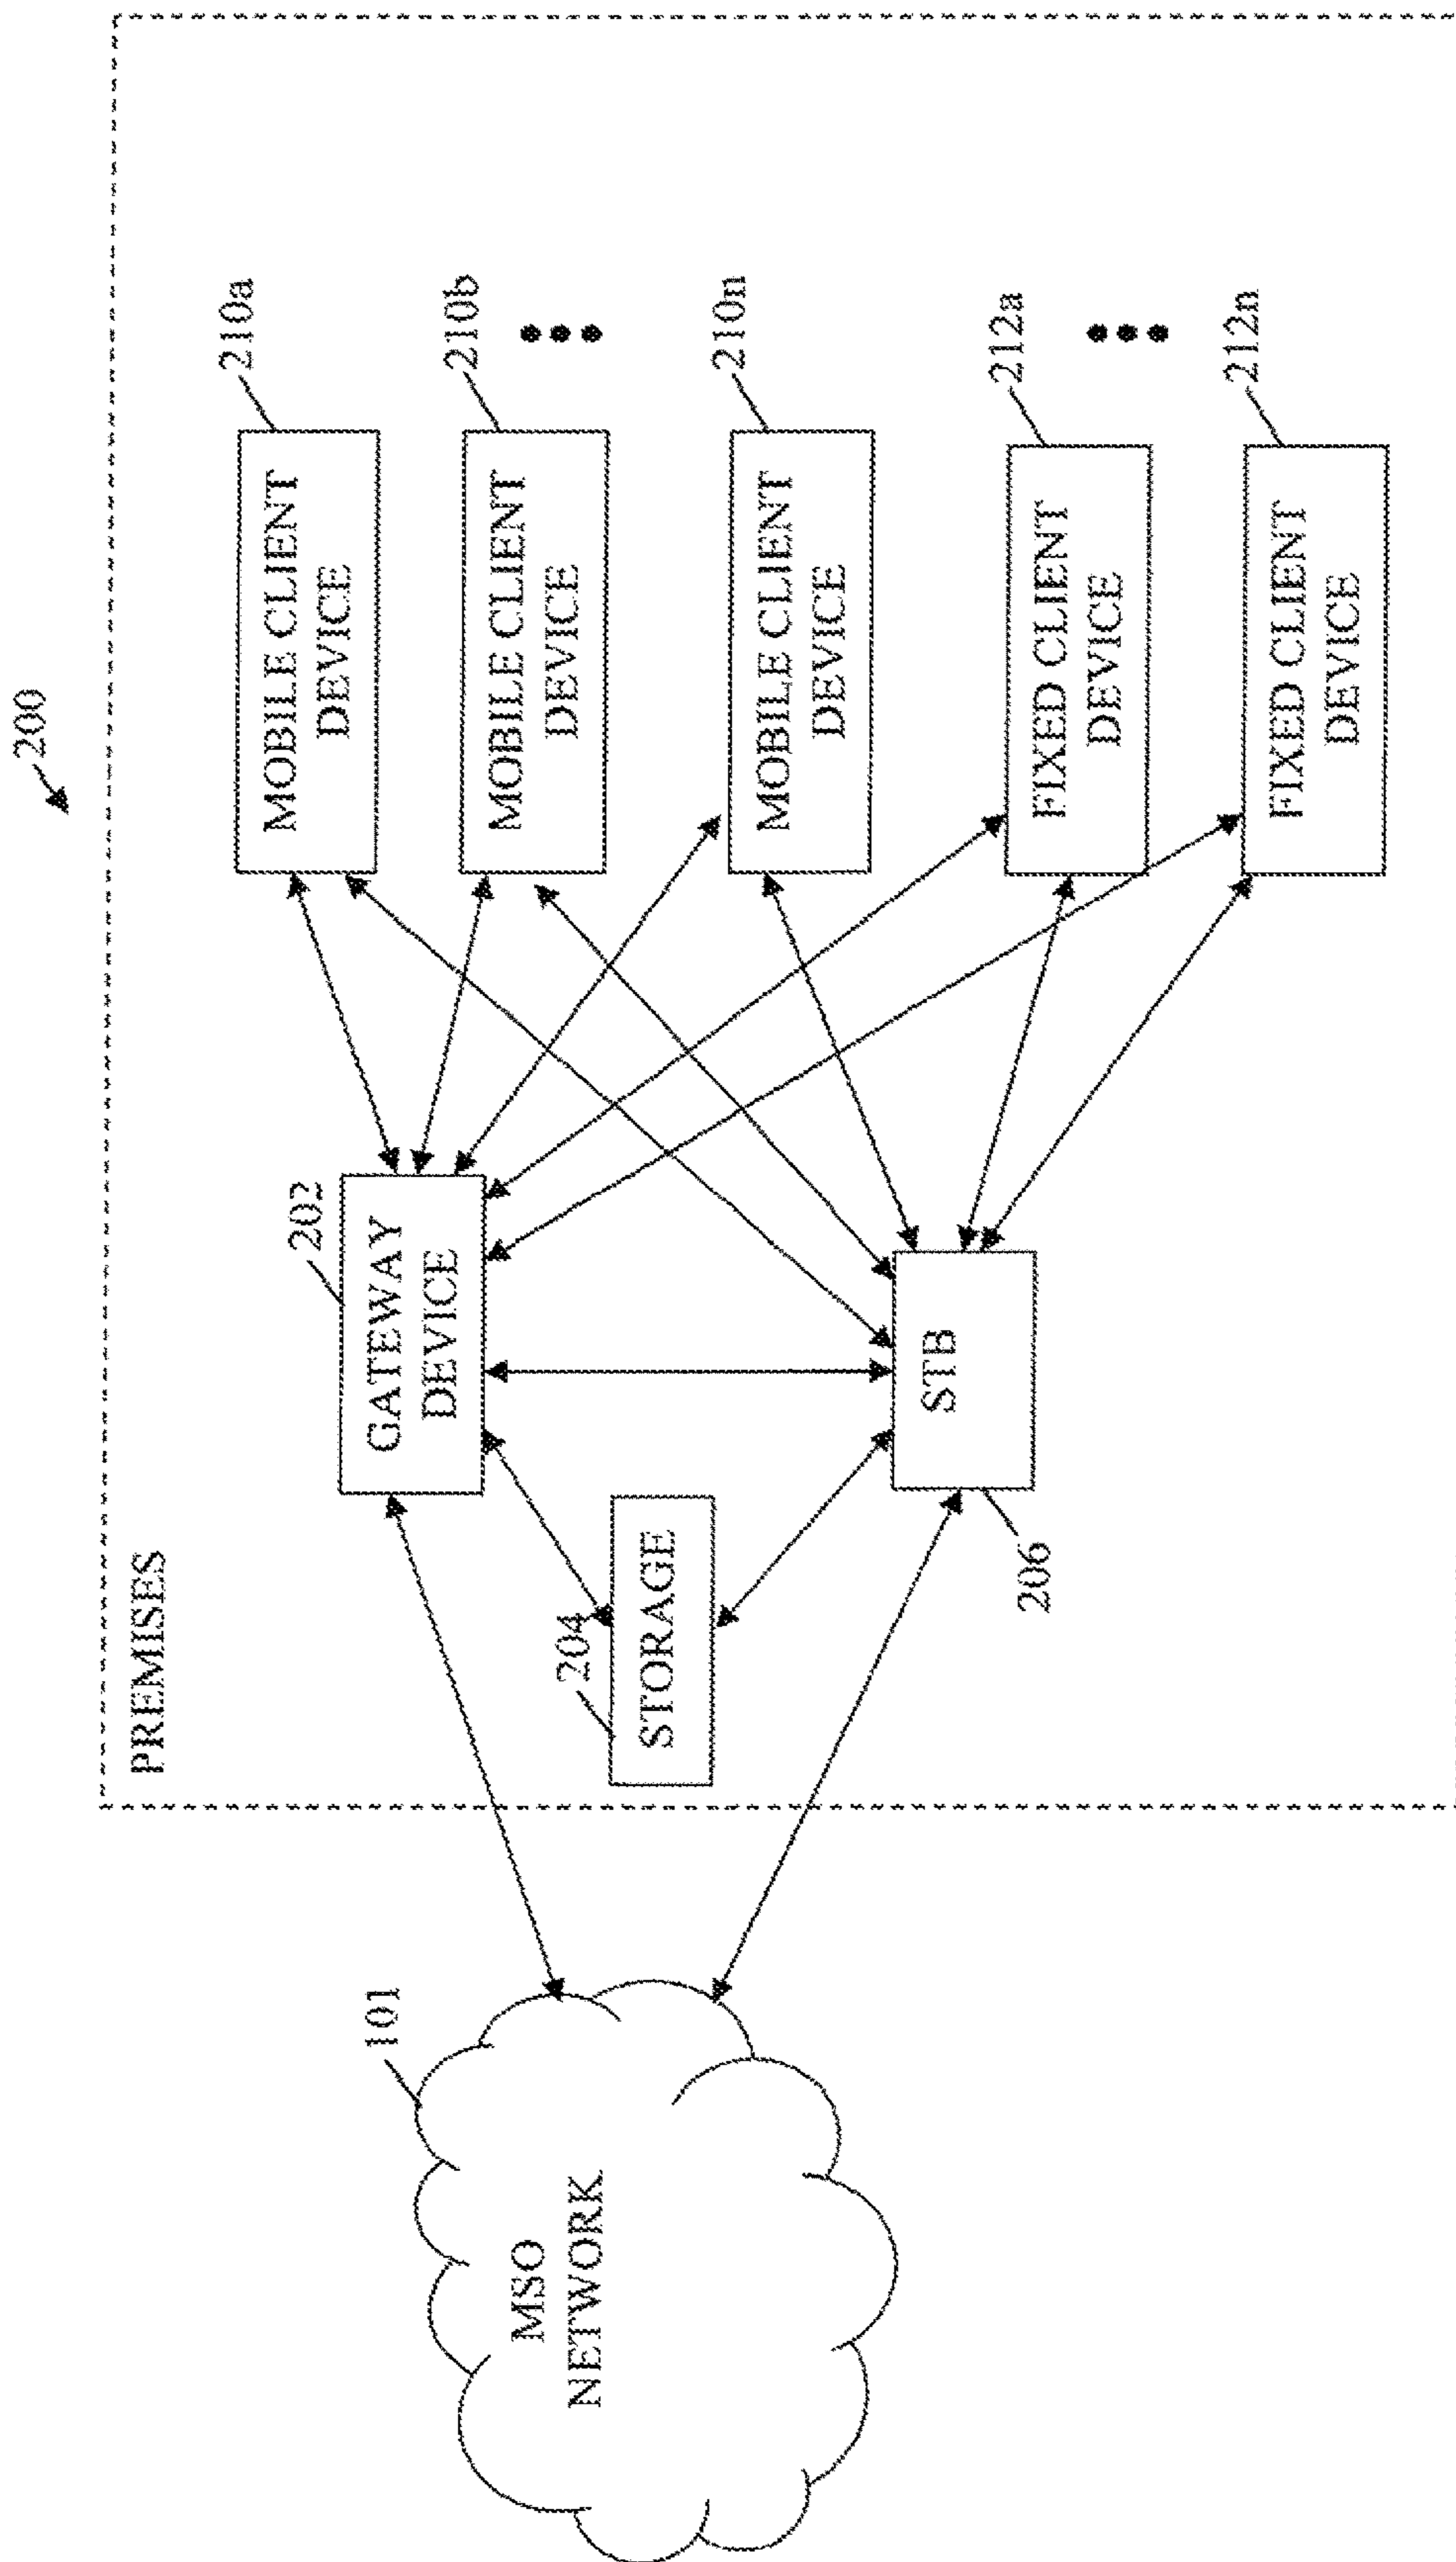 200
PREMISES
210a
MOBILE CLIENT
DEVICE
210b
MOBILE CLIENT
DEVICE
202
GATEWAY
DEVICE
101
MSO
NETWORK
204
STORAGE
210n
MOBILE CLIENT
DEVICE
STB
206
212a
FIXED CLIENT
DEVICE
212n
FIXED CLIENT
DEVICE